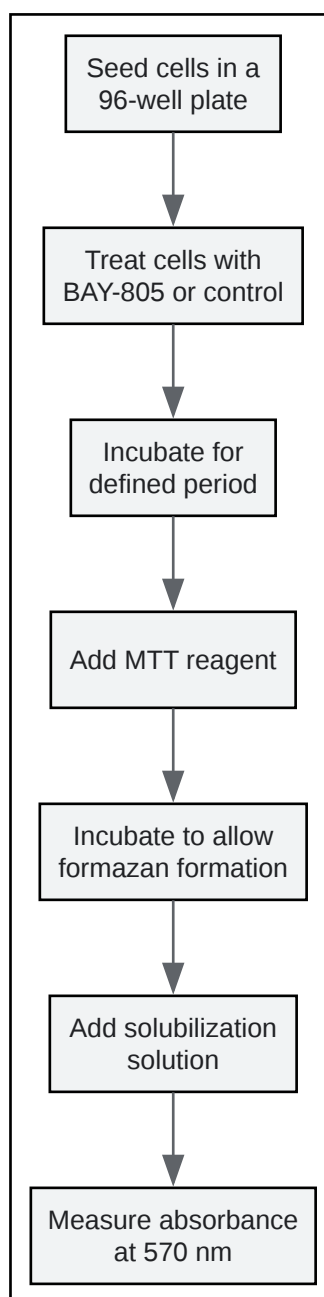 Seed cells in a
96-well plate
Treat cells with
BAY-805 or control
Incubate for
defined period
Add MTT reagent
Incubate to allow
formazan formation
Add solubilization
solution
Measure absorbance
at 570 nm